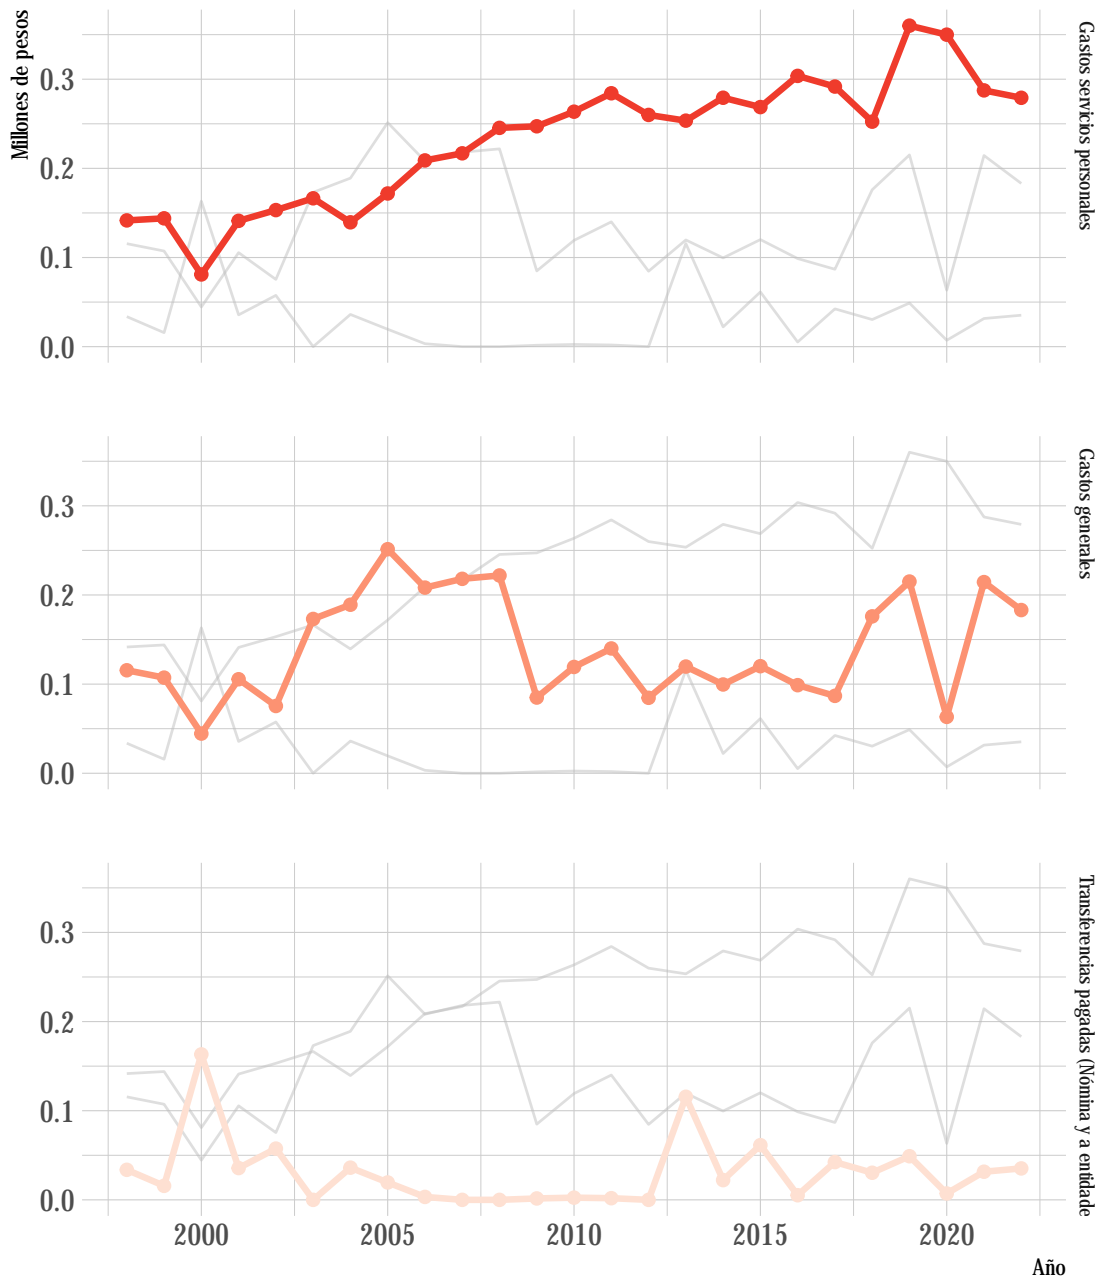 Millones de pesos
0.3
0.2
0.1
0.0
Gastos servicios personales
0.3
0.2
0.1
0.0
Gastos generales
0.3
0.2
0.1
0.0
Transferencias pagadas (Nómina y a entidade
2000 2005 2010 2015 2020
Año